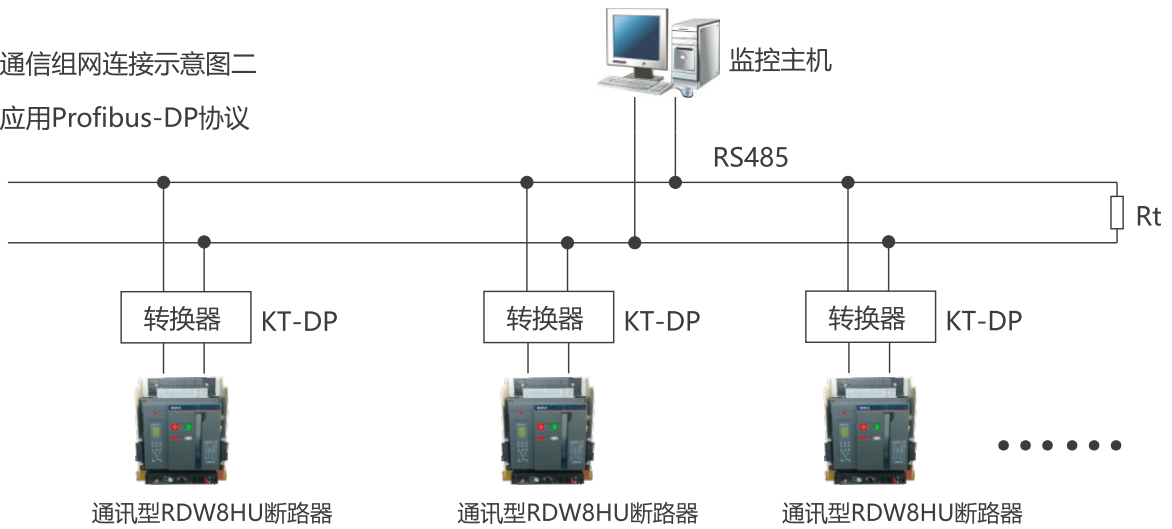 通信组网连接示意图二
监控主机
应用Profibus-DP协议
RS485
Rt
转换器 KT-DP 转换器 KT-DP 转换器 KT-DP
通讯型RDW8HU断路器 通讯型RDW8HU断路器 通讯型RDW8HU断路器